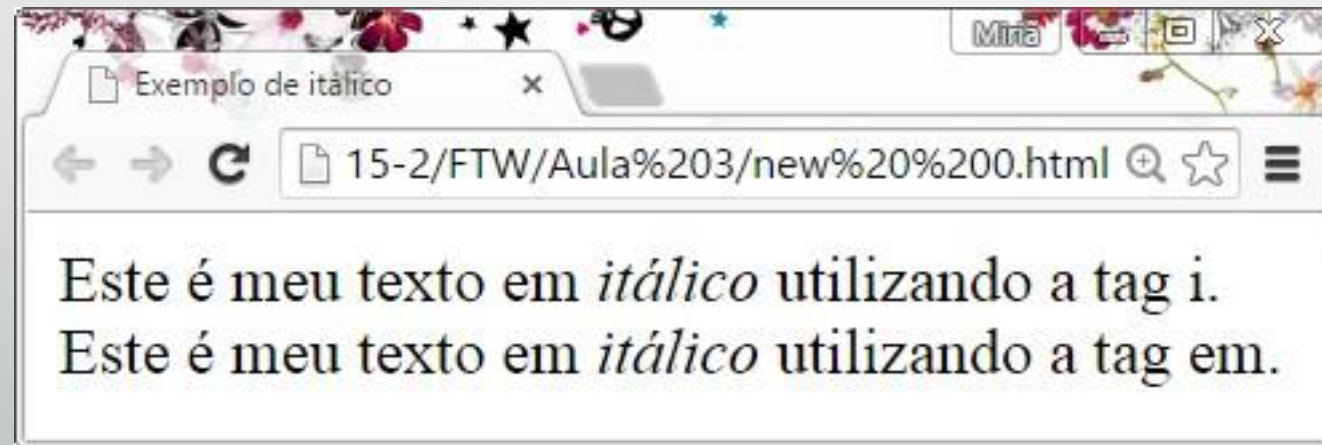 Miriã
Exemplo de itálico
15-2/FTW/Aula%203/new%20%200.html
Este é meu texto em itálico utilizando a tag i.
Este é meu texto em itálico utilizando a tag em.